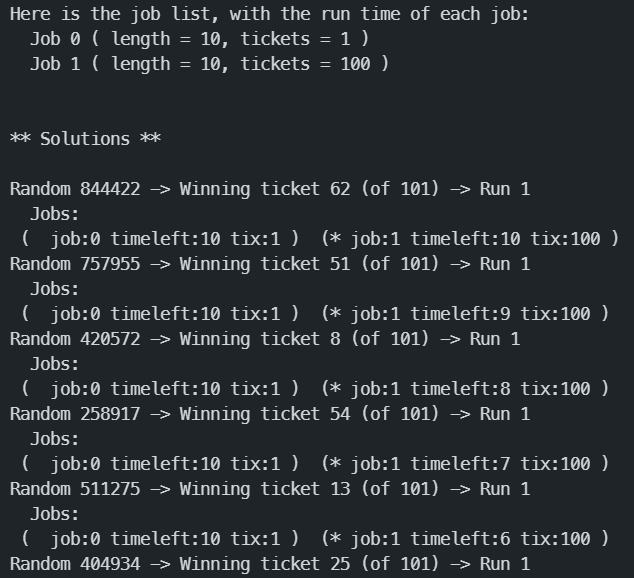 Here is the job list, with the run time of each job:
  Job 0 ( length = 10, tickets = 1 )
  Job 1 ( length = 10, tickets = 100 )

** Solutions **

Random 844422 -> Winning ticket 62 (of 101) -> Run 1
  Jobs:
 (  job:0 timeleft:10 tix:1 )  (* job:1 timeleft:10 tix:100 )
Random 757955 -> Winning ticket 51 (of 101) -> Run 1
  Jobs:
 (  job:0 timeleft:10 tix:1 )  (* job:1 timeleft:9 tix:100 )
Random 420572 -> Winning ticket 8 (of 101) -> Run 1
  Jobs:
 (  job:0 timeleft:10 tix:1 )  (* job:1 timeleft:8 tix:100 )
Random 258917 -> Winning ticket 54 (of 101) -> Run 1
  Jobs:
 (  job:0 timeleft:10 tix:1 )  (* job:1 timeleft:7 tix:100 )
Random 511275 -> Winning ticket 13 (of 101) -> Run 1
  Jobs:
 (  job:0 timeleft:10 tix:1 )  (* job:1 timeleft:6 tix:100 )
Random 404934 -> Winning ticket 25 (of 101) -> Run 1